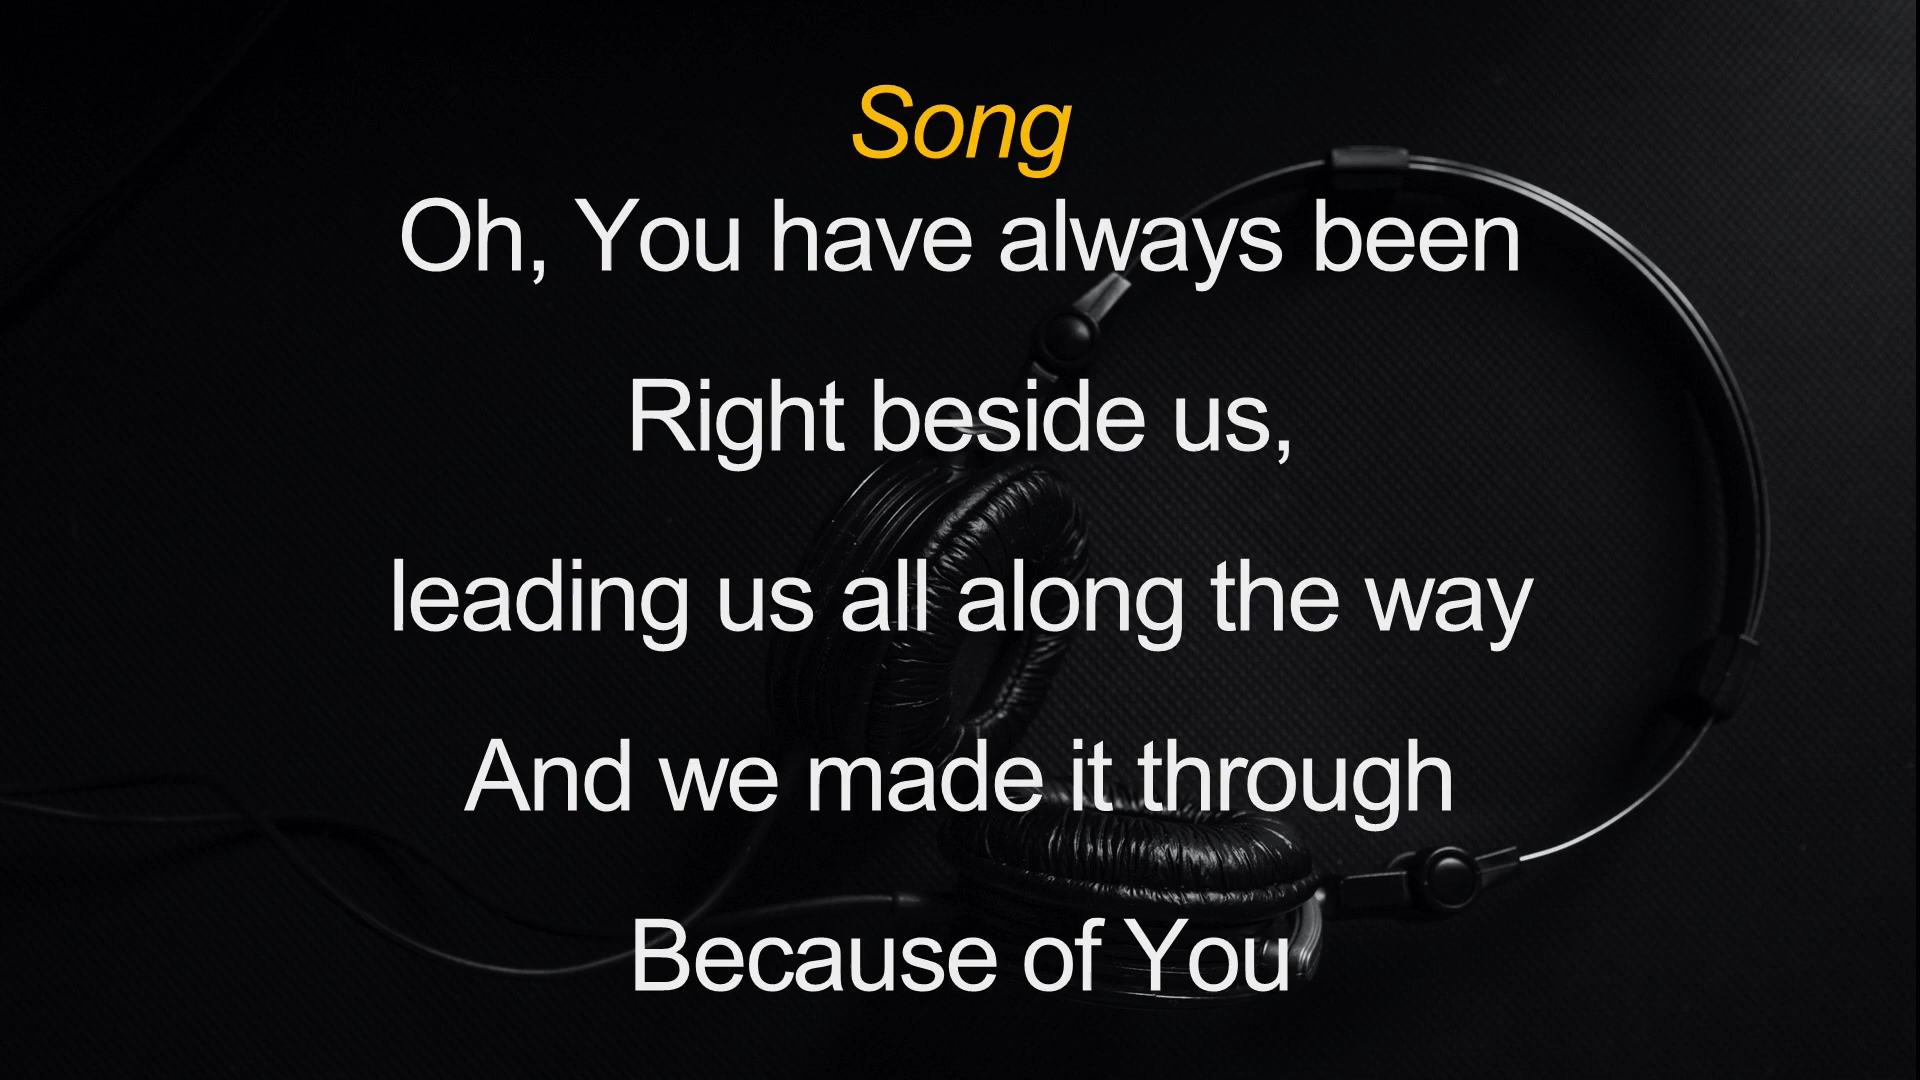 Song
Oh, You have always been
Right beside us,
leading us all along the way
And we made it through
Because of You